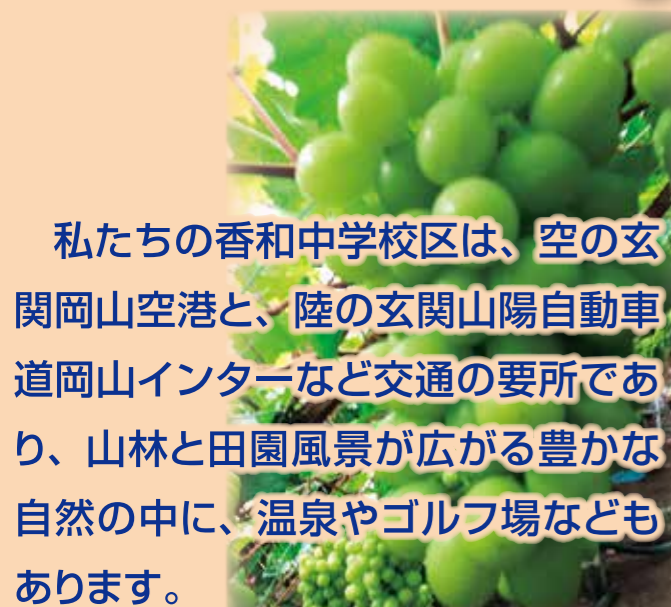 私たちの香和中学校区は、空の玄
関岡山空港と、陸の玄関山陽自動車
道岡山インターなど交通の要所であ
り、山林と田園風景が広がる豊かな
自然の中に、温泉やゴルフ場なども
あります。